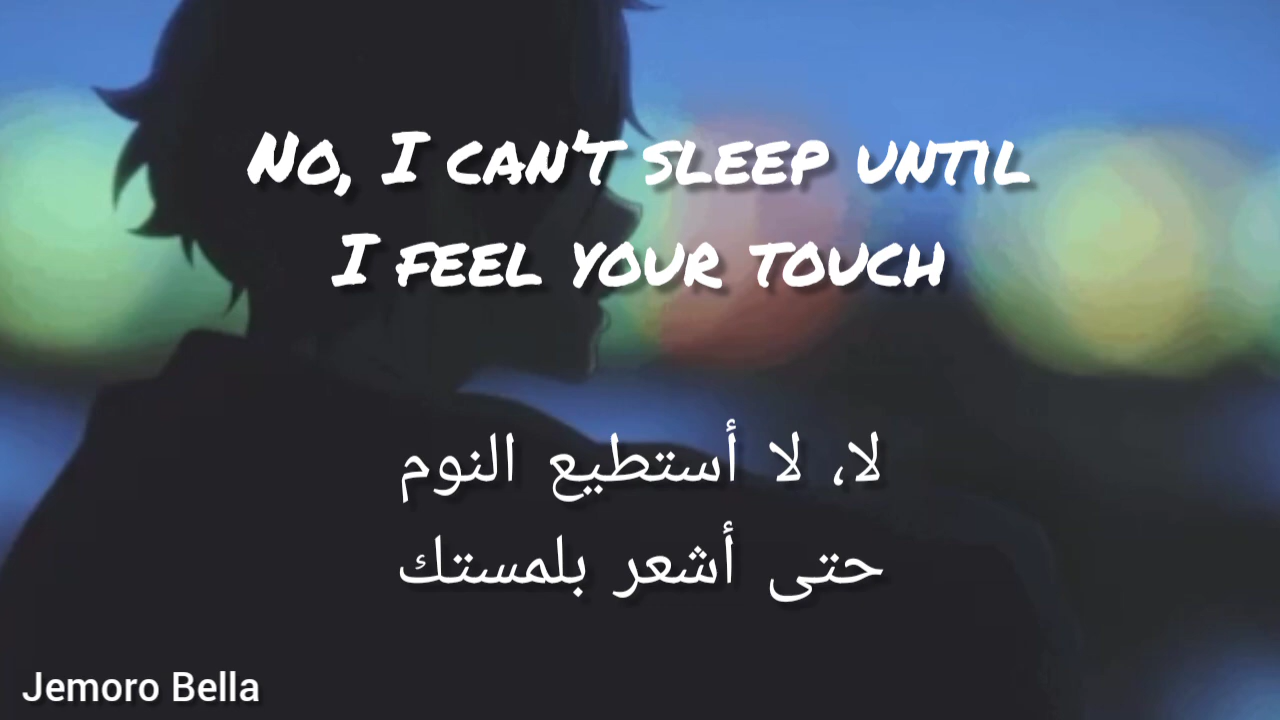 No, I can't sleep until
I feel your touch
لا، لا أستطيع النوم
حتى أشعر بلمستك
Jemoro Bella